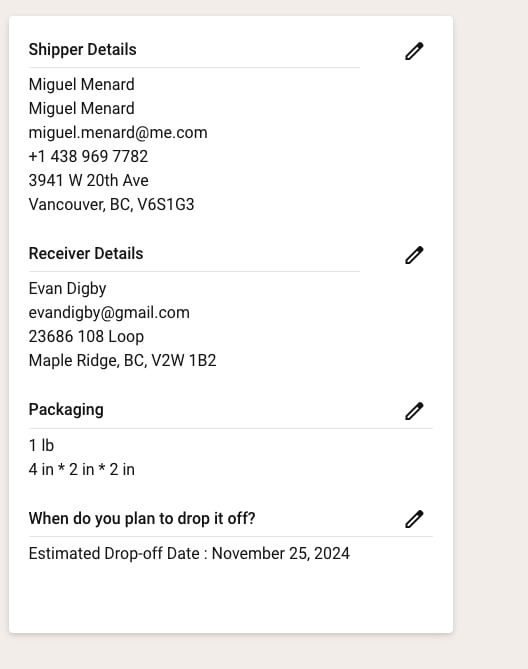 Shipper Details
Miguel Menard
Miguel Menard
miguel.menard@me.com
+1 438 969 7782
3941 W 20th Ave
Vancouver, BC, V6S1G3
Receiver Details
Evan Digby
evandigby@gmail.com
23686 108 Loop
Maple Ridge, BC, V2W 1B2
Packaging
1 lb
4 in * 2 in * 2 in
When do you plan to drop it off?
Estimated Drop-off Date : November 25, 2024